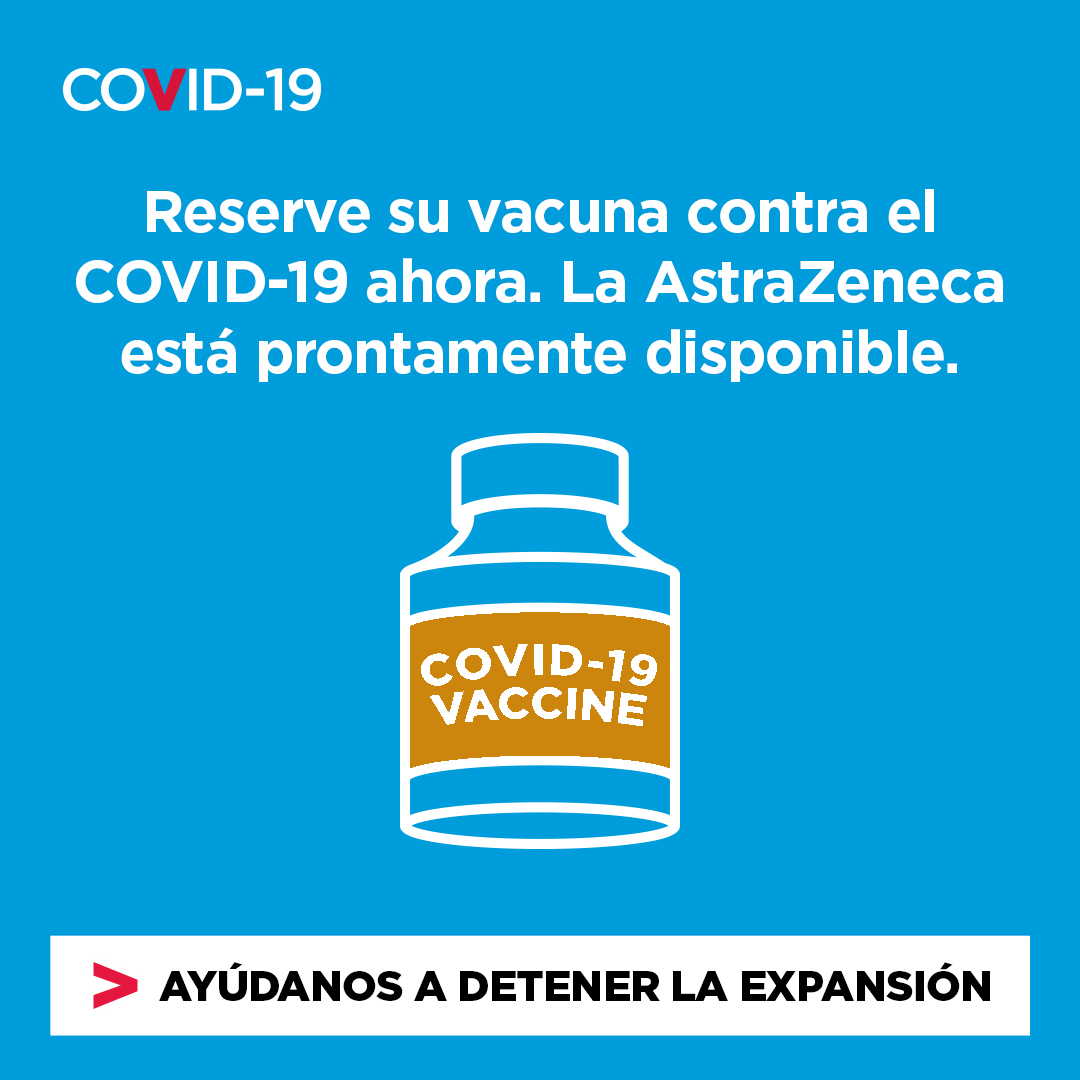 COVID-19
Reserve su vacuna contra el
COVID-19 ahora. La AstraZeneca
está prontamente disponible.
COVID-19
VACCINE
> AYÚDANOS A DETENER LA EXPANSIÓN